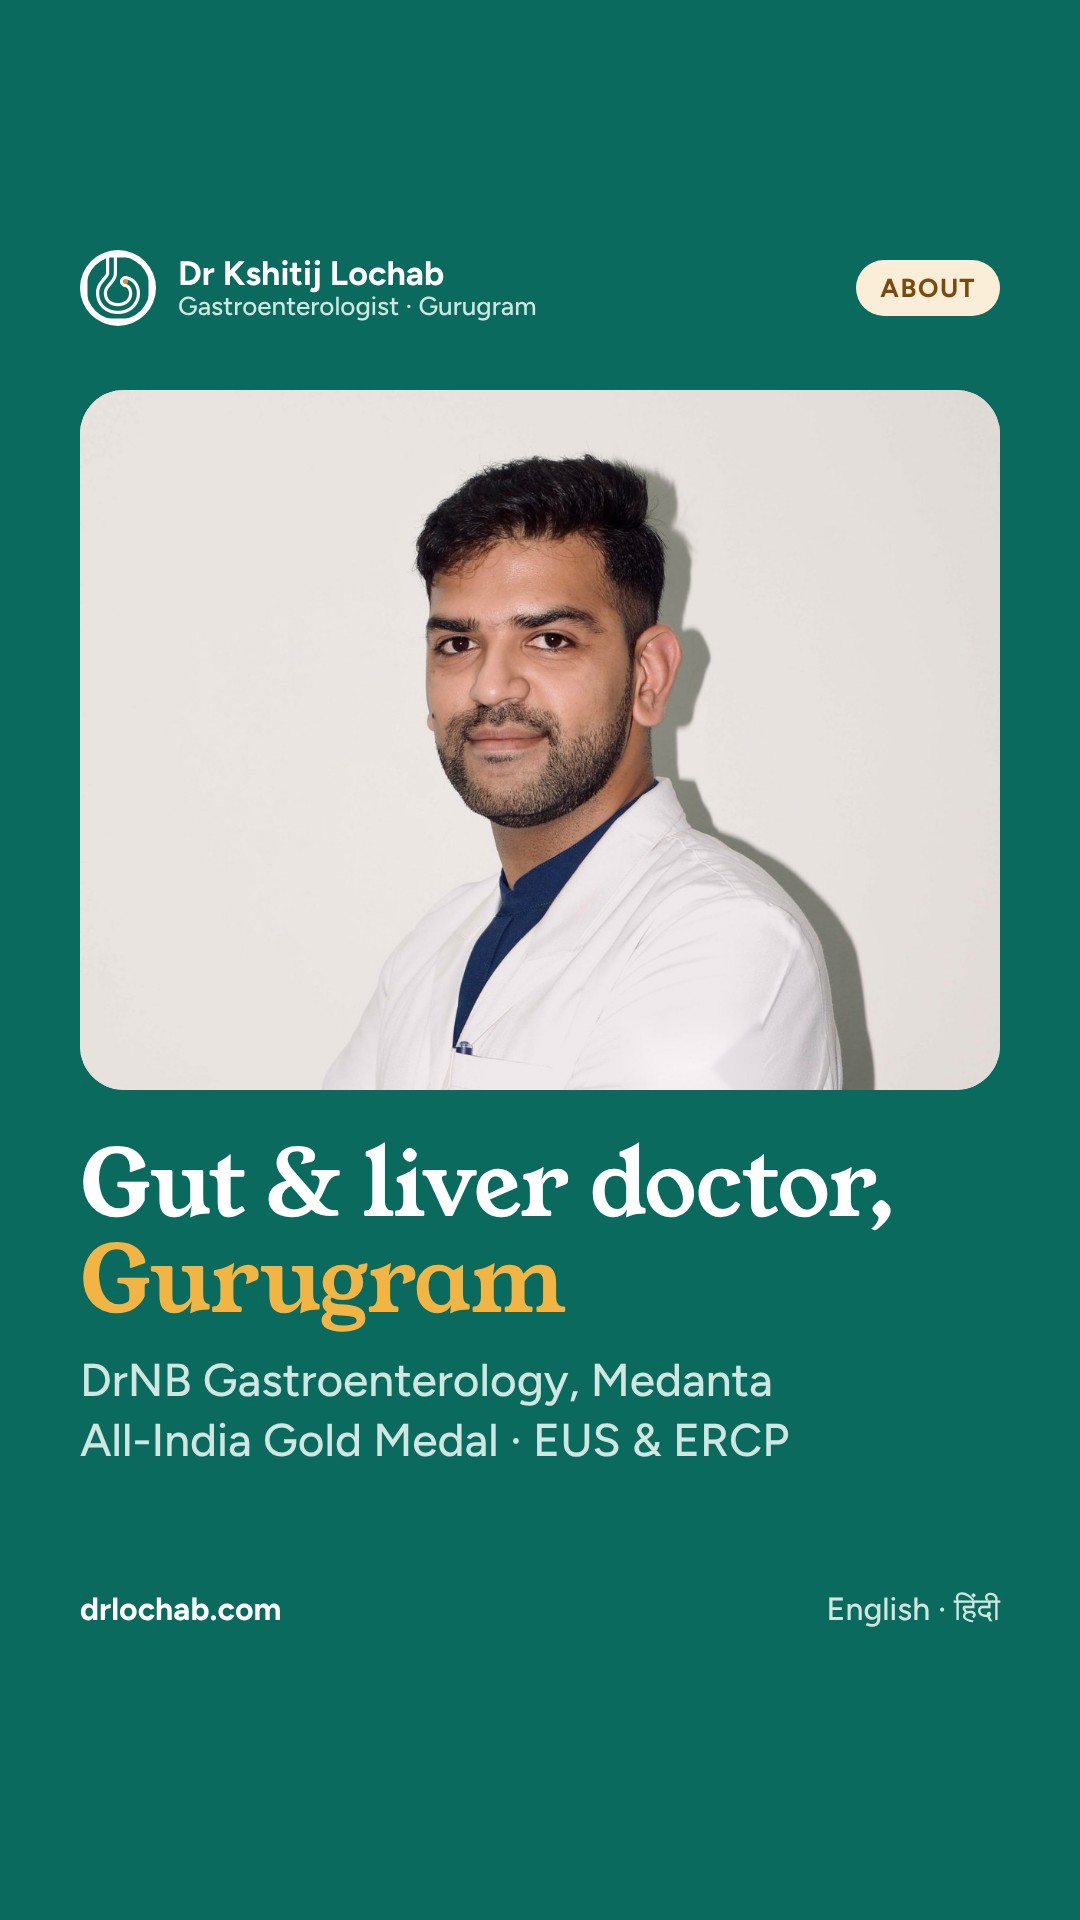 Dr Kshitij Lochab
Gastroenterologist · Gurugram
ABOUT
Gut & liver doctor,
Gurugram
DrNB Gastroenterology, Medanta
All-India Gold Medal · EUS & ERCP
drlochab.com
English · हिंदी